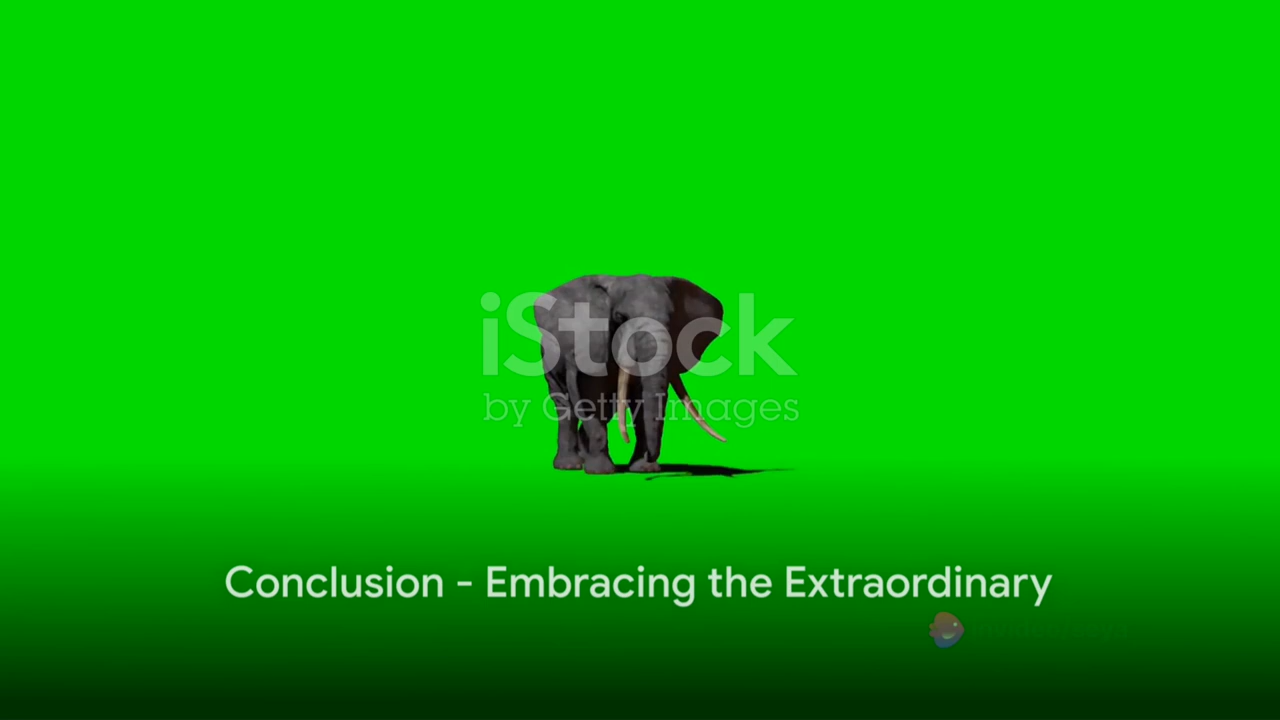 iStock
by Getty Images
Conclusion - Embracing the Extraordinary